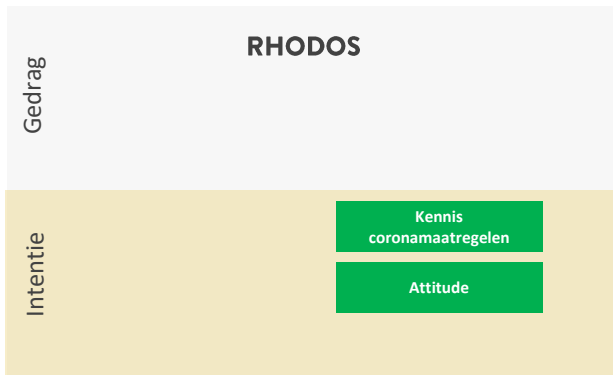 RHODOS
Gedrag
Kennis
coronamaatregelen
Attitude
Intentie